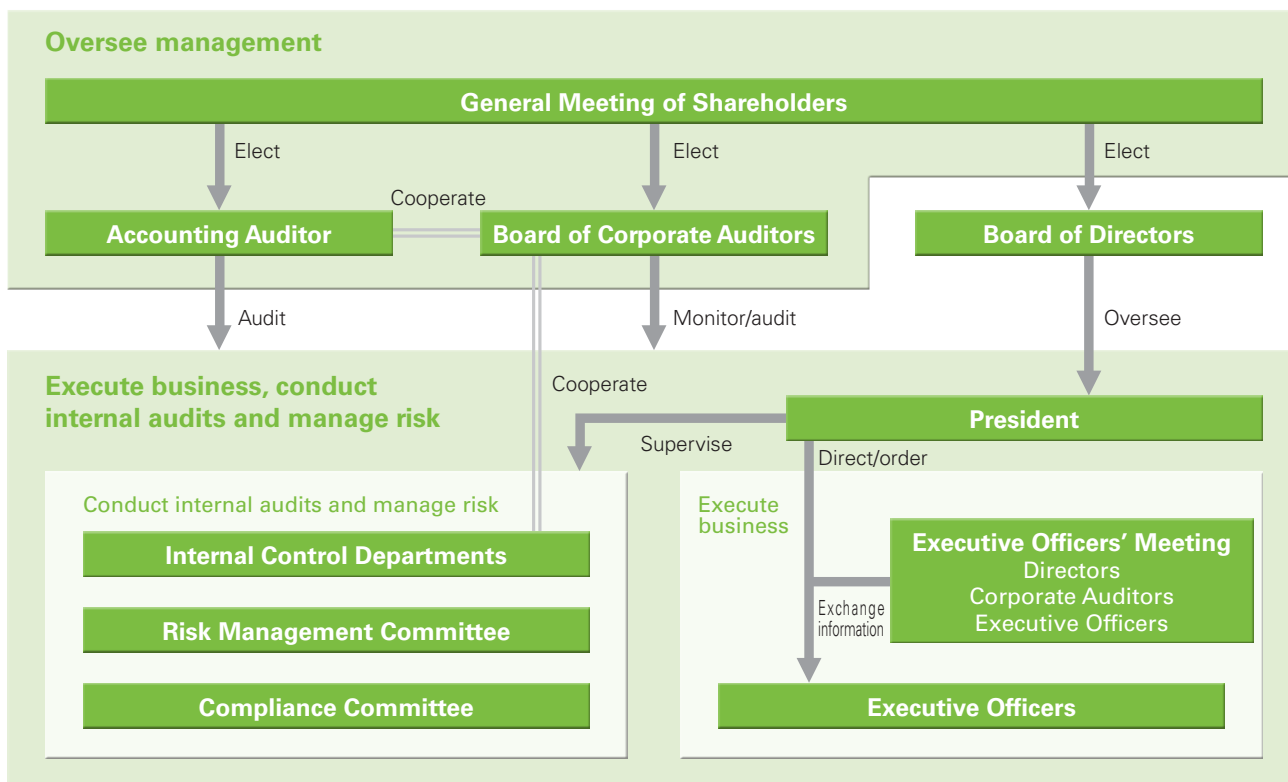 Oversee management
General Meeting of Shareholders
Elect
Elect
Elect
Cooperate
Accounting Auditor
Board of Corporate Auditors
Board of Directors
Audit
Monitor/audit
Oversee
Execute business, conduct
internal audits and manage risk
Cooperate
President
Supervise
Direct/order
Conduct internal audits and manage risk
Internal Control Departments
Risk Management Committee
Compliance Committee
Execute
business
Executive Officers’ Meeting
Directors
Corporate Auditors
Executive Officers
Exchange
information
Executive Officers